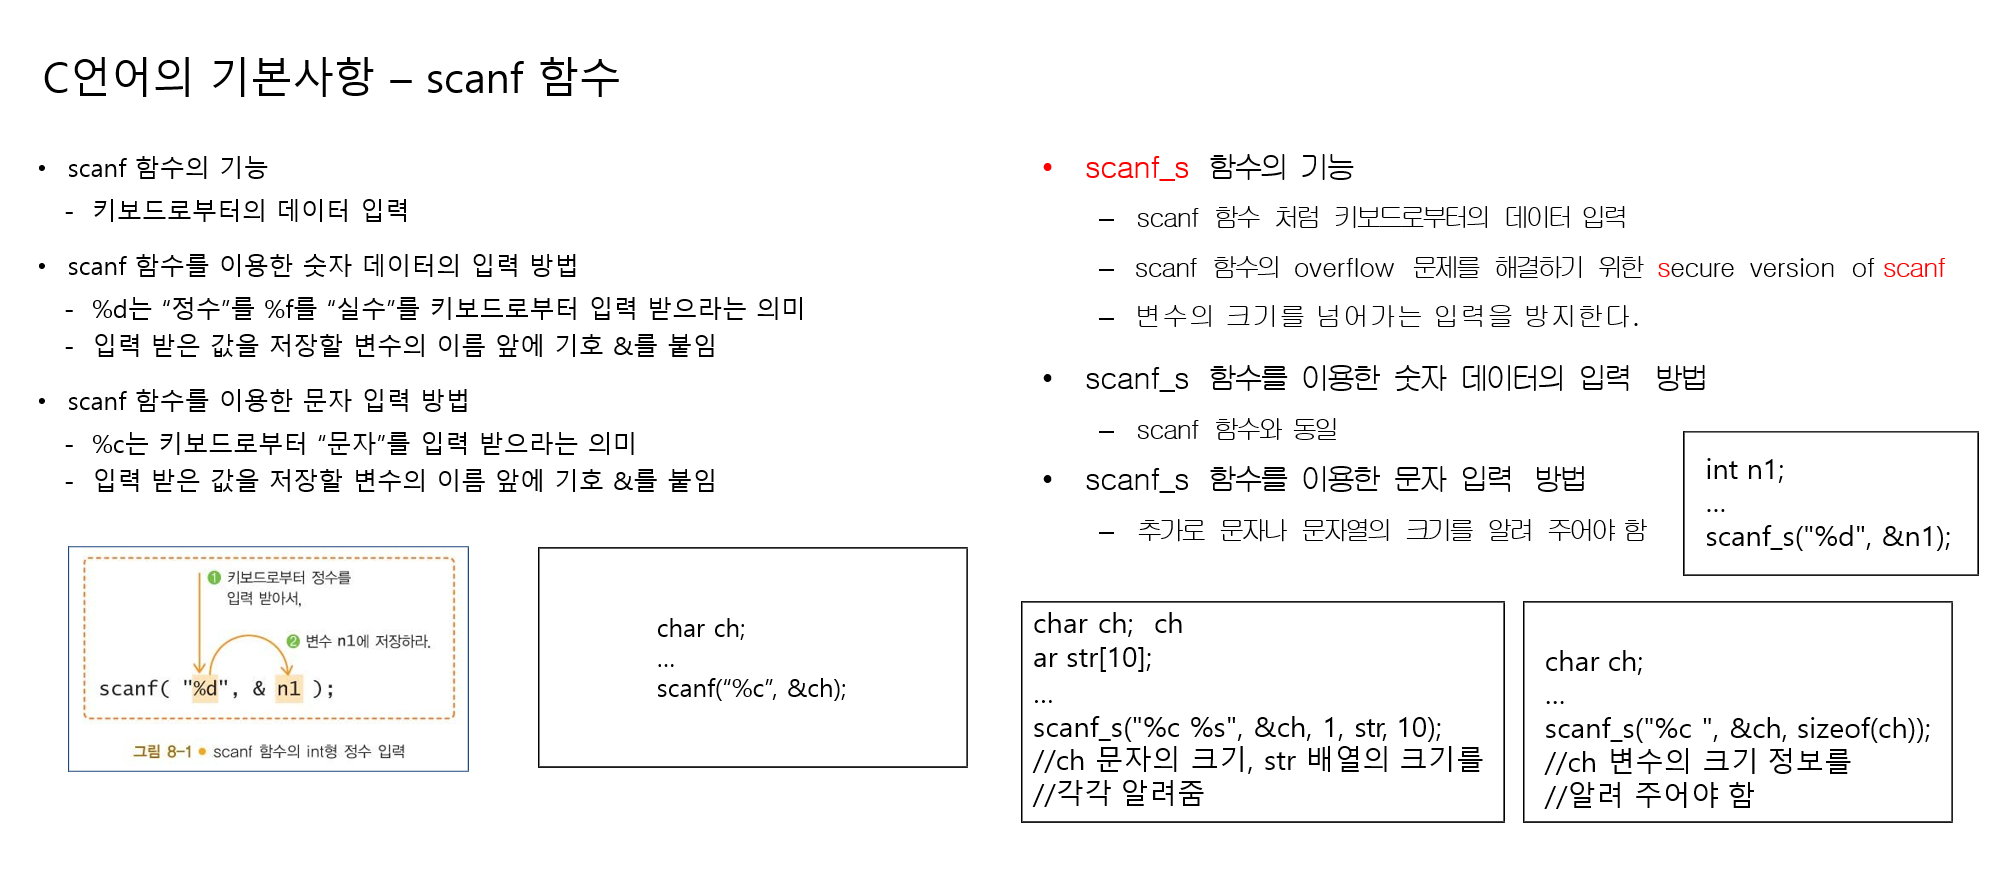 C언어의 기본사항 – scanf 함수
• scanf 함수의 기능
- 키보드로부터의 데이터 입력
• scanf 함수를 이용한 숫자 데이터의 입력 방법
- %d는 “정수”를 %f를 “실수”를 키보드로부터 입력 받으라는 의미
- 입력 받은 값을 저장할 변수의 이름 앞에 기호 &를 붙임
• scanf 함수를 이용한 문자 입력 방법
- %c는 키보드로부터 “문자”를 입력 받으라는 의미
- 입력 받은 값을 저장할 변수의 이름 앞에 기호 &를 붙임
1 키보드로부터 정수를
입력 받아서,
2 변수 n1에 저장하라.
scanf( "%d", & n1 );
그림 8-1 • scanf 함수의 int형 정수 입력
char ch;
...
scanf(“%c”, &ch);
• scanf_s 함수의 기능
– scanf 함수 처럼 키보드로부터의 데이터 입력
– scanf 함수의 overflow 문제를 해결하기 위한 secure version of scanf
– 변수의 크기를 넘어가는 입력을 방지한다.
• scanf_s 함수를 이용한 숫자 데이터의 입력 방법
– scanf 함수와 동일
• scanf_s 함수를 이용한 문자 입력 방법
– 추가로 문자나 문자열의 크기를 알려 주어야 함
int n1;
...
scanf_s("%d", &n1);
char ch; ch
ar str[10];
...
scanf_s("%c %s", &ch, 1, str, 10);
//ch 문자의 크기, str 배열의 크기를
//각각 알려줌
char ch;
...
scanf_s("%c ", &ch, sizeof(ch));
//ch 변수의 크기 정보를
//알려 주어야 함